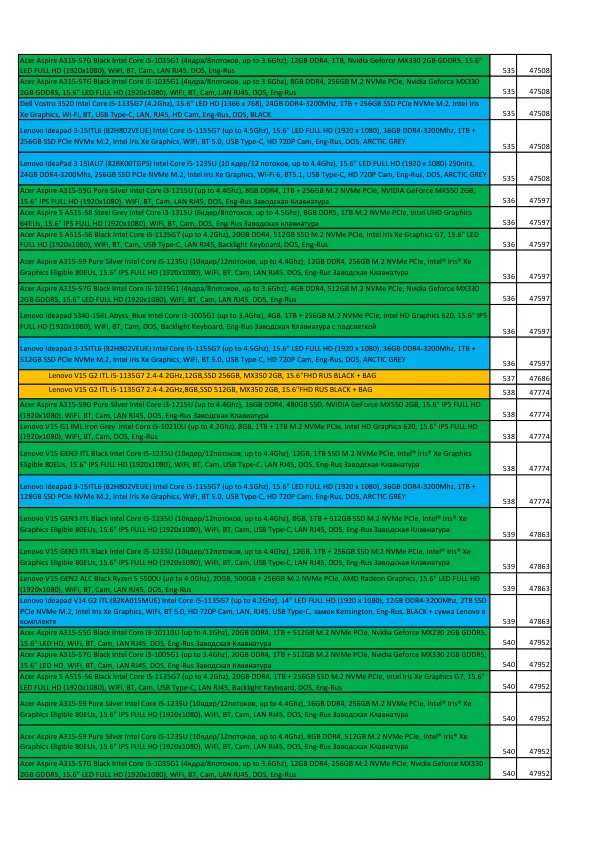 Acer Aspire A315-57G Black Intel Core i5-1035G1 (4ядра/8потоков, up to 3.6Ghz), 12GB DDR4, 1TB, Nvidia Geforce MX330 2GB GDDR5, 15.6"
LED FULL HD (1920x1080), WiFi, BT, Cam, LAN RJ45, DOS, Eng-Rus 535 47508
Acer Aspire A315-57G Black Intel Core i5-1035G1 (4ядра/8потоков, up to 3.6Ghz), 8GB DDR4, 256GB M.2 NVMe PCIe, Nvidia Geforce MX330
2GB GDDR5, 15.6" LED FULL HD (1920x1080), WiFi, BT, Cam, LAN RJ45, DOS, Eng-Rus 535 47508
Dell Vostro 3520 Intel Core i5-1135G7 (4.2Ghz), 15.6" LED HD (1366 x 768), 24GB DDR4-3200Mhz, 1TB + 256GB SSD PCIe NVMe M.2, Intel Iris
Xe Graphics, Wi-Fi, BT, USB Type-C, LAN, RJ45, HD Cam, Eng-Rus, DOS, BLACK 535 47508
Lenovo Ideapad 3-15ITL6 (82H802VEUE) Intel Core i5-1155G7 (up to 4.5Ghz), 15.6" LED FULL HD (1920 x 1080), 36GB DDR4-3200Mhz, 1TB +
256GB SSD PCIe NVMe M.2, Intel Iris Xe Graphics, WiFi, BT 5.0, USB Type-C, HD 720P Cam, Eng-Rus, DOS, ARCTIC GREY
535 47508
Lenovo IdeaPad 3 15IAU7 (82RK00TGPS) Intel Core i5-1235U (10 ядер/12 потоков, up to 4.4Ghz), 15.6" LED FULL HD (1920 x 1080) 250nits,
24GB DDR4-3200Mhz, 256GB SSD PCIe NVMe M.2, Intel Iris Xe Graphics, Wi-Fi 6, BT5.1, USB Type-C, HD 720P Cam, Eng-Rus, DOS, ARCTIC GREY
535 47508
Acer Aspire A315-59G Pure Silver Intel Core i3-1215U (up to 4.4Ghz), 8GB DDR4, 1TB + 256GB M.2 NVMe PCIe, NVIDIA GeForce MX550 2GB,
15.6" IPS FULL HD (1920x1080), WiFi, BT, Cam, LAN RJ45, DOS, Eng-Rus Заводская Клавиатура 536 47597
Acer Aspire 5 A515-58 Steel Grey Intel Core i3-1315U (6ядер/8потоков, up to 4.5Ghz), 8GB DDR5, 1TB M.2 NVMe PCIe, Intel UHD Graphics
64EUs, 15.6" IPS FULL HD (1920x1080), WiFi, BT, Cam, DOS, Eng-Rus Заводская клавиатура 536 47597
Acer Aspire 5 A515-56 Black Intel Core i5-1135G7 (up to 4.2Ghz), 20GB DDR4, 512GB SSD M.2 NVMe PCIe, Intel Iris Xe Graphics G7, 15.6" LED
FULL HD (1920x1080), WiFi, BT, Cam, USB Type-C, LAN RJ45, Backlight Keyboard, DOS, Eng-Rus 536 47597
Acer Aspire A315-59 Pure Silver Intel Core i5-1235U (10ядер/12потоков, up to 4.4Ghz), 12GB DDR4, 256GB M.2 NVMe PCIe, Intel® Iris® Xe
Graphics Eligible 80EUs, 15.6" IPS FULL HD (1920x1080), WiFi, BT, Cam, LAN RJ45, DOS, Eng-Rus Заводская Клавиатура
536 47597
Acer Aspire A315-57G Black Intel Core i5-1035G1 (4ядра/8потоков, up to 3.6Ghz), 4GB DDR4, 512GB M.2 NVMe PCIe, Nvidia Geforce MX330
2GB GDDR5, 15.6" LED FULL HD (1920x1080), WiFi, BT, Cam, LAN RJ45, DOS, Eng-Rus 536 47597
Lenovo Ideapad S340-15IIL Abyss_Blue Intel Core i3-1005G1 (up to 3.4Ghz), 4GB, 1TB + 256GB M.2 NVMe PCIe, Intel HD Graphics 620, 15.6" IPS
FULL HD (1920x1080), WiFi, BT, Cam, DOS, Backlight Keyboard, Eng-Rus Заводская Клавиатура с подсветкой
536 47597
Lenovo Ideapad 3-15ITL6 (82H802VEUE) Intel Core i5-1155G7 (up to 4.5Ghz), 15.6" LED FULL HD (1920 x 1080), 36GB DDR4-3200Mhz, 1TB +
512GB SSD PCIe NVMe M.2, Intel Iris Xe Graphics, WiFi, BT 5.0, USB Type-C, HD 720P Cam, Eng-Rus, DOS, ARCTIC GREY
536 47597
Lenovo V15 G2 ITL i5-1135G7 2.4-4.2GHz,12GB,SSD 256GB, MX350 2GB, 15.6"FHD RUS BLACK + BAG 537 47686
Lenovo V15 G2 ITL i5-1135G7 2.4-4.2GHz,8GB,SSD 512GB, MX350 2GB, 15.6"FHD RUS BLACK + BAG 538 47774
Acer Aspire A315-59G Pure Silver Intel Core i3-1215U (up to 4.4Ghz), 16GB DDR4, 480GB SSD, NVIDIA GeForce MX550 2GB, 15.6" IPS FULL HD
(1920x1080), WiFi, BT, Cam, LAN RJ45, DOS, Eng-Rus Заводская Клавиатура 538 47774
Lenovo V15-G1 IML Iron Grey Intel Core i5-10210U (up to 4.2Ghz), 8GB, 1TB + 1TB M.2 NVMe PCIe, Intel HD Graphics 620, 15.6" FULL HD
(1920x1080), WiFi, BT, Cam, DOS, Eng-Rus 538 47774
Lenovo V15 GEN3 ITL Black Intel Core i5-1235U (10ядер/12потоков, up to 4.4Ghz), 12GB, 1TB SSD M.2 NVMe PCIe, Intel® Iris® Xe Graphics
Eligible 80EUs, 15.6" IPS FULL HD (1920x1080), WiFi, BT, Cam, USB Type-C, LAN RJ45, DOS, Eng-Rus Заводская Клавиатура
538 47774
Lenovo Ideapad 3-15ITL6 (82H802VEUE) Intel Core i5-1155G7 (up to 4.5Ghz), 15.6" LED FULL HD (1920 x 1080), 36GB DDR4-3200Mhz, 1TB +
128GB SSD PCIe NVMe M.2, Intel Iris Xe Graphics, WiFi, BT 5.0, USB Type-C, HD 720P Cam, Eng-Rus, DOS, ARCTIC GREY
538 47774
Lenovo V15 GEN3 ITL Black Intel Core i5-1235U (10ядер/12потоков, up to 4.4Ghz), 8GB, 1TB + 512GB SSD M.2 NVMe PCIe, Intel® Iris® Xe
Graphics Eligible 80EUs, 15.6" IPS FULL HD (1920x1080), WiFi, BT, Cam, USB Type-C, LAN RJ45, DOS, Eng-Rus Заводская Клавиатура
539 47863
Lenovo V15 GEN3 ITL Black Intel Core i5-1235U (10ядер/12потоков, up to 4.4Ghz), 12GB, 1TB + 256GB SSD M.2 NVMe PCIe, Intel® Iris® Xe
Graphics Eligible 80EUs, 15.6" IPS FULL HD (1920x1080), WiFi, BT, Cam, USB Type-C, LAN RJ45, DOS, Eng-Rus Заводская Клавиатура
539 47863
Lenovo V15 GEN2 ALC Black Ryzen 5 5500U (up to 4.0Ghz), 20GB, 500GB + 256GB M.2 NVMe PCIe, AMD Radeon Graphics, 15.6" LED FULL HD
(1920x1080), WiFi, BT, Cam, LAN RJ45, DOS, Eng-Rus 539 47863
Lenovo Ideapad V14 G2 ITL (82KA015MUE) Intel Core i5-1135G7 (up to 4.2Ghz), 14" LED FULL HD (1920 x 1080), 12GB DDR4-3200Mhz, 2TB SSD
PCIe NVMe M.2, Intel Iris Xe Graphics, WiFi, BT 5.0, HD 720P Cam, LAN, RJ45, USB Type-C, замок Kensington, Eng-Rus, BLACK + сумка Lenovo в
комплекте 539 47863
Acer Aspire A315-55G Black Intel Core i3-10110U (up to 4.1Ghz), 20GB DDR4, 1TB + 512GB M.2 NVMe PCIe, Nvidia Geforce MX230 2GB GDDR5,
15.6" LED FULL HD, WiFi, BT, Cam, LAN RJ45, DOS, Eng-Rus Заводская Клавиатура 540 47952
Acer Aspire A315-57G Black Intel Core i3-1005G1 (up to 3.4Ghz), 20GB DDR4, 1TB + 512GB M.2 NVMe PCIe, Nvidia Geforce MX330 2GB GDDR5,
15.6" LED FULL HD, WiFi, BT, Cam, LAN RJ45, DOS, Eng-Rus Заводская Клавиатура 540 47952
Acer Aspire 5 A515-56 Black Intel Core i5-1135G7 (up to 4.2Ghz), 20GB DDR4, 1TB + 256GB SSD M.2 NVMe PCIe, Intel Iris Xe Graphics G7, 15.6"
LED FULL HD (1920x1080), WiFi, BT, Cam, USB Type-C, LAN RJ45, Backlight Keyboard, DOS, Eng-Rus 540 47952
Acer Aspire A315-59 Pure Silver Intel Core i5-1235U (10ядер/12потоков, up to 4.4Ghz), 16GB DDR4, 256GB M.2 NVMe PCIe, Intel® Iris® Xe
Graphics Eligible 80EUs, 15.6" IPS FULL HD (1920x1080), WiFi, BT, Cam, LAN RJ45, DOS, Eng-Rus Заводская Клавиатура
540 47952
Acer Aspire A315-59 Pure Silver Intel Core i5-1235U (10ядер/12потоков, up to 4.4Ghz), 8GB DDR4, 512GB M.2 NVMe PCIe, Intel® Iris® Xe
Graphics Eligible 80EUs, 15.6" IPS FULL HD (1920x1080), WiFi, BT, Cam, LAN RJ45, DOS, Eng-Rus Заводская Клавиатура
540 47952
Acer Aspire A315-57G Black Intel Core i5-1035G1 (4ядра/8потоков, up to 3.6Ghz), 12GB DDR4, 256GB M.2 NVMe PCIe, Nvidia Geforce MX330
2GB GDDR5, 15.6" LED FULL HD (1920x1080), WiFi, BT, Cam, LAN RJ45, DOS, Eng-Rus 540 47952